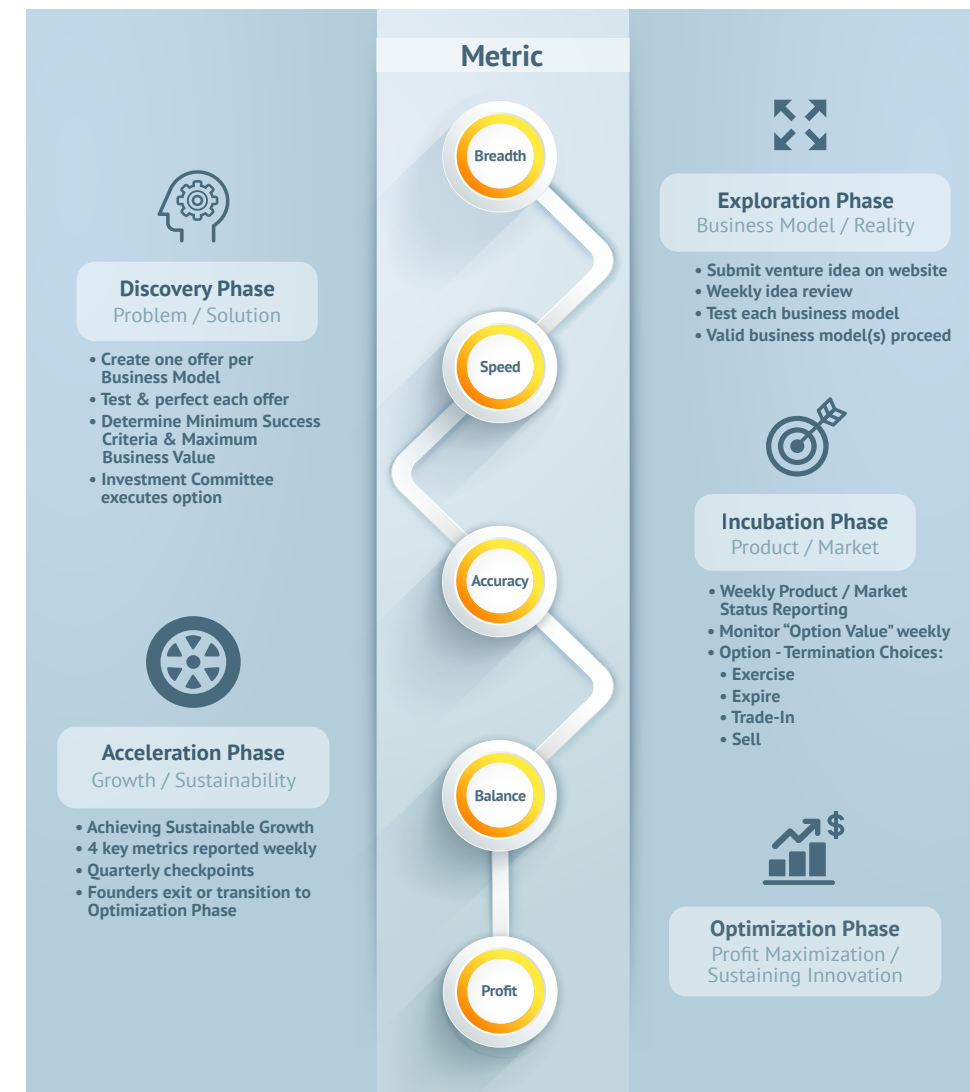 Metric
Breadth
Exploration Phase
Business Model / Reality
• Submit venture idea on website
• Weekly idea review
• Test each business model
• Valid business model(s) proceed
Discovery Phase
Problem / Solution
• Create one offer per
Business Model
• Test & perfect each offer
• Determine Minimum Success
Criteria & Maximum
Business Value
• Investment Committee
executes option
Speed
Incubation Phase
Product / Market
• Weekly Product / Market
Status Reporting
• Monitor “Option Value” weekly
• Option - Termination Choices:
• Exercise
• Expire
• Trade-In
• Sell
Accuracy
Acceleration Phase
Growth / Sustainability
• Achieving Sustainable Growth
• 4 key metrics reported weekly
• Quarterly checkpoints
• Founders exit or transition to
Optimization Phase
Balance
$
Optimization Phase
Profit Maximization /
Sustaining Innovation
Profit